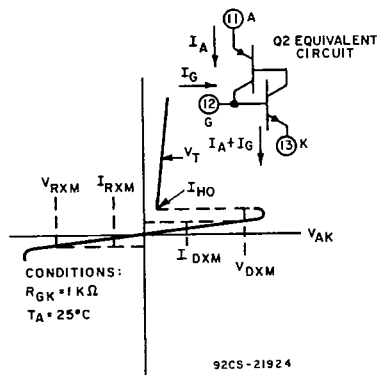 11 A
I_A
Q2 EQUIVALENT
CIRCUIT
I_G
12
G
I_A+I_G
13 K
V_T
I_HO
V_RXM
I_RXM
V_AK
I_DXM
V_DXM
CONDITIONS:
R_GK = 1 KΩ
T_A = 25°C
92CS-21924